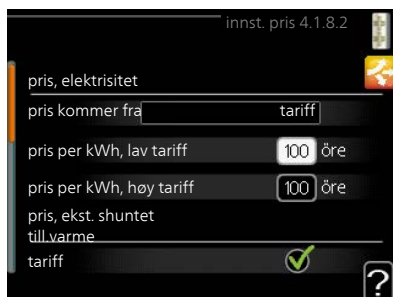 innst. pris 4.1.8.2
pris, elektrisitet
pris kommer fra tariff
pris per kWh, lav tariff 100 öre
pris per kWh, høy tariff 100 öre
pris, ekst. shuntet
till.varme
tariff
?